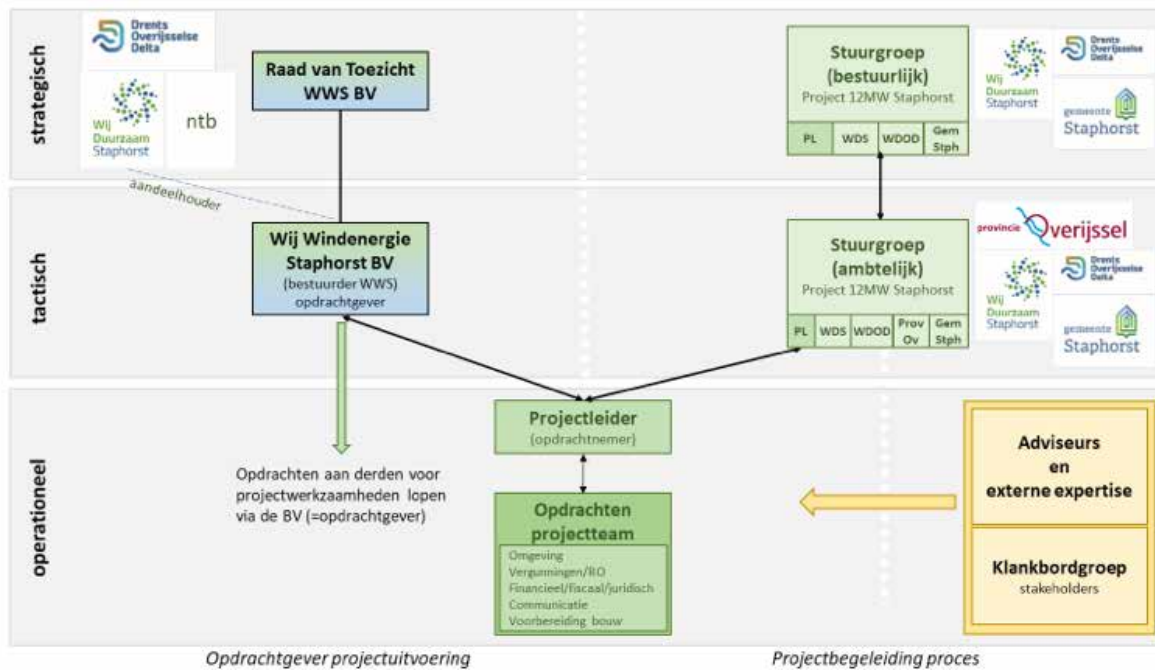 strategisch
Drents
Overijsselse
Delta
Wij
Duurzaam
Staphorst
ntb
Raad van Toezicht
WWS BV
Stuurgroep
(bestuurlijk)
Project 12MW Staphorst
PL WDS WDOD Gem Stph
Wij
Duurzaam
Staphorst
Drents
Overijsselse
Delta
gemeente
Staphorst
aandeelhouder
tactisch
Wij Windenergie
Staphorst BV
(bestuurder WWS)
opdrachtgever
Stuurgroep
(ambtelijk)
Project 12MW Staphorst
PL WDS WDOD Prov Ov Gem Stph
provincie Overijssel
Wij
Duurzaam
Staphorst
Drents
Overijsselse
Delta
gemeente
Staphorst
operationeel
Opdrachten aan derden voor
projectwerkzaamheden lopen
via de BV (=opdrachtgever)
Projectleider
(opdrachtnemer)
Opdrachten
projectteam
Omgeving
Vergunningen/RO
Financieel/fiscaal/juridisch
Communicatie
Voorbereiding bouw
Adviseurs
en
externe expertise
Klankbordgroep
stakeholders
Opdrachtgever projectuitvoering
Projectbegeleiding proces